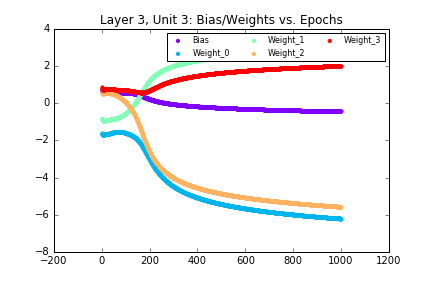 Layer 3, Unit 3: Bias/Weights vs. Epochs
4
2
0
−2
−4
−6
−8
Bias Weight_1 Weight_3
Weight_0 Weight_2
−200 0 200 400 600 800 1000 1200